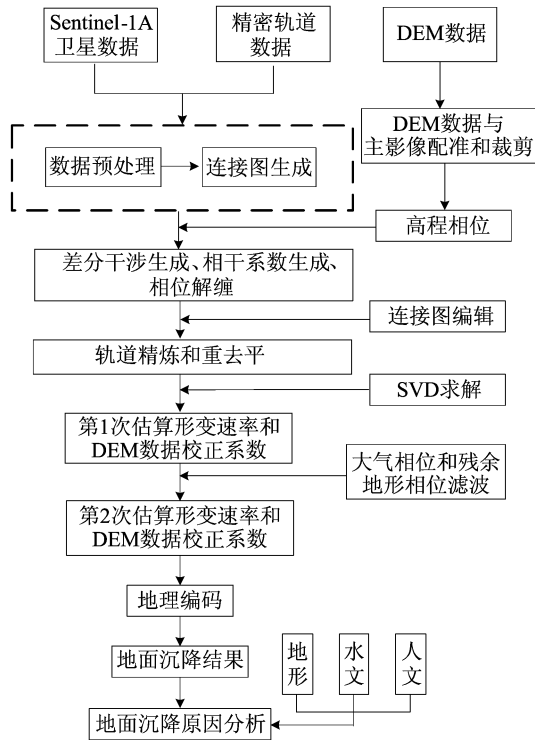 Sentinel-1A
卫星数据
精密轨道
数据
DEM数据
数据预处理
连接图生成
DEM数据与
主影像配准和裁剪
高程相位
差分干涉生成、相干系数生成、
相位解缠
连接图编辑
轨道精炼和重去平
SVD求解
第1次估算形变速率和
DEM数据校正系数
大气相位和残余
地形相位滤波
第2次估算形变速率和
DEM数据校正系数
地理编码
地面沉降结果
地形
水文
人文
地面沉降原因分析